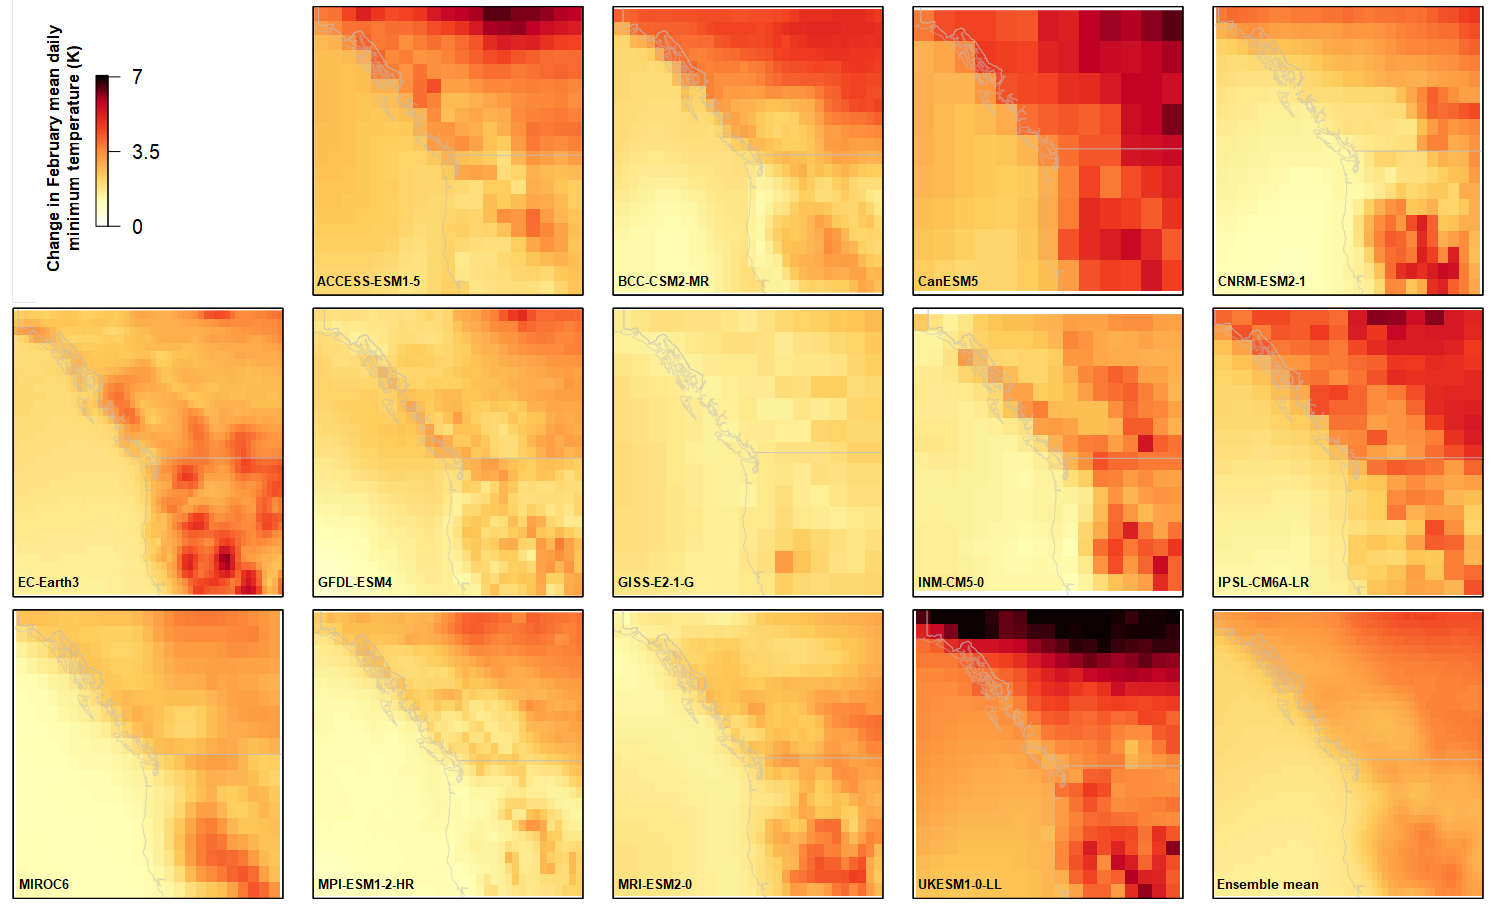 Change in February mean daily
minimum temperature (K)
7
3.5
0
ACCESS-ESM1-5
BCC-CSM2-MR
CanESM5
CNRM-ESM2-1
EC-Earth3
GFDL-ESM4
GISS-E2-1-G
INM-CM5-0
IPSL-CM6A-LR
MIROC6
MPI-ESM1-2-HR
MRI-ESM2-0
UKESM1-0-LL
Ensemble mean